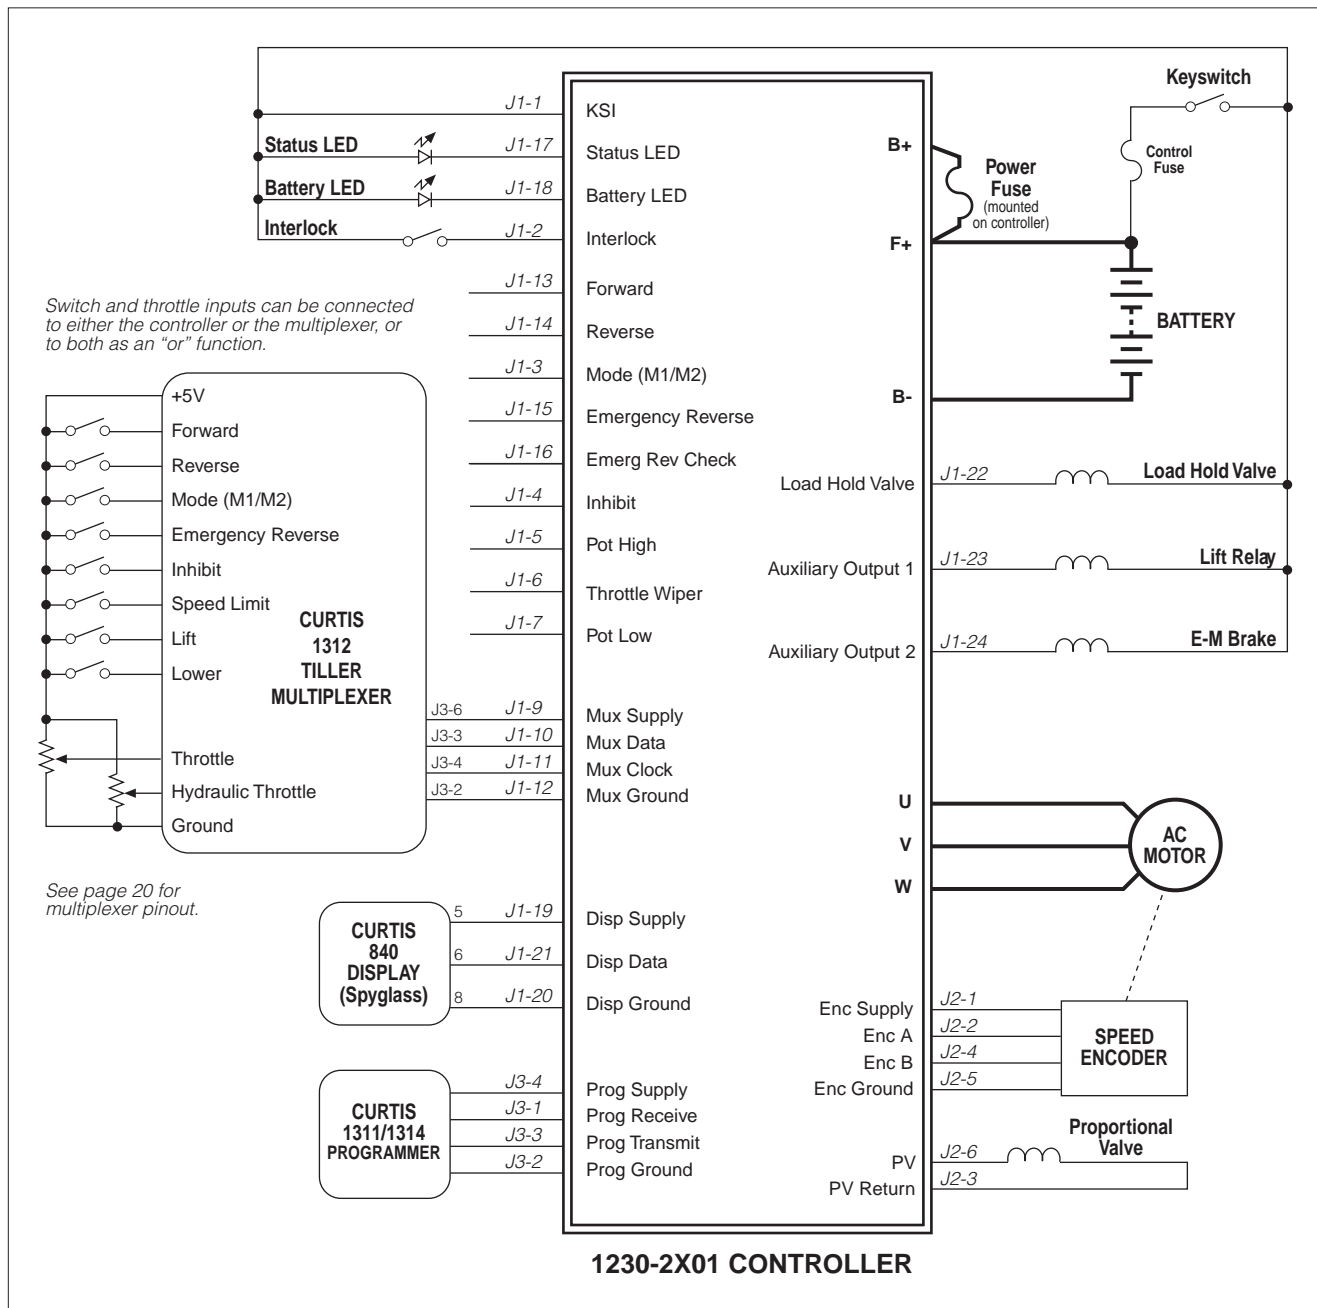 Keyswitch
J1-1
KSI
Status LED
J1-17
Status LED
B+
Control
Fuse
Power
Fuse
(mounted
on controller)
Battery LED
J1-18
Battery LED
Interlock
J1-2
Interlock
F+
J1-13
Forward
Switch and throttle inputs can be connected
to either the controller or the multiplexer, or
to both as an “or” function.
J1-14
Reverse
BATTERY
J1-3
Mode (M1/M2)
B-
J1-15
Emergency Reverse
J1-16
Emerg Rev Check
J1-4
Inhibit
J1-5
Pot High
J1-6
Throttle Wiper
J1-7
Pot Low
Load Hold Valve
J1-22
Load Hold Valve
Auxiliary Output 1
J1-23
Lift Relay
Auxiliary Output 2
J1-24
E-M Brake
+5V
Forward
Reverse
Mode (M1/M2)
Emergency Reverse
Inhibit
Speed Limit
Lift
Lower
CURTIS
1312
TILLER
MULTIPLEXER
Throttle
Hydraulic Throttle
Ground
J3-6
J1-9
Mux Supply
J3-3
J1-10
Mux Data
J3-4
J1-11
Mux Clock
J3-2
J1-12
Mux Ground
U
V
W
AC
MOTOR
See page 20 for
multiplexer pinout.
CURTIS
840
DISPLAY
(Spyglass)
5
J1-19
Disp Supply
6
J1-21
Disp Data
8
J1-20
Disp Ground
Enc Supply
J2-1
Enc A
J2-2
Enc B
J2-4
Enc Ground
J2-5
SPEED
ENCODER
CURTIS
1311/1314
PROGRAMMER
J3-4
Prog Supply
J3-1
Prog Receive
J3-3
Prog Transmit
J3-2
Prog Ground
Proportional
Valve
PV
J2-6
PV Return
J2-3
1230-2X01 CONTROLLER